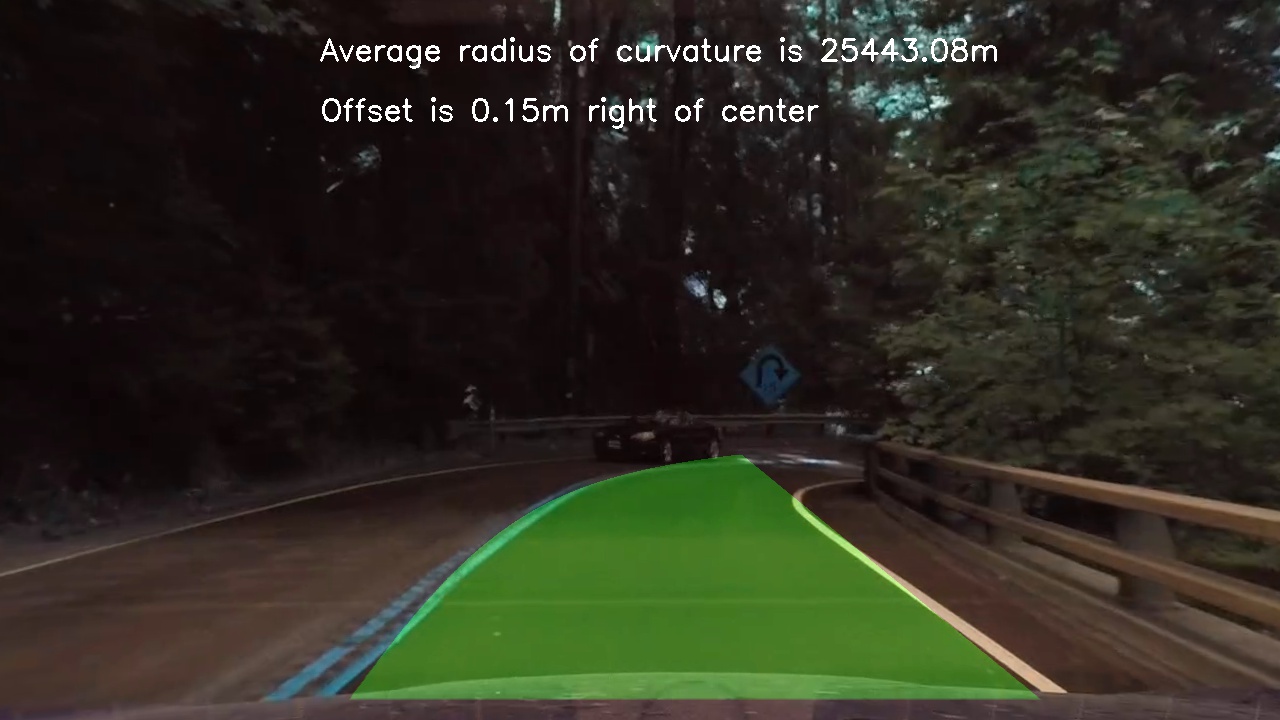 Average radius of curvature is 25443.08m
Offset is 0.15m right of center